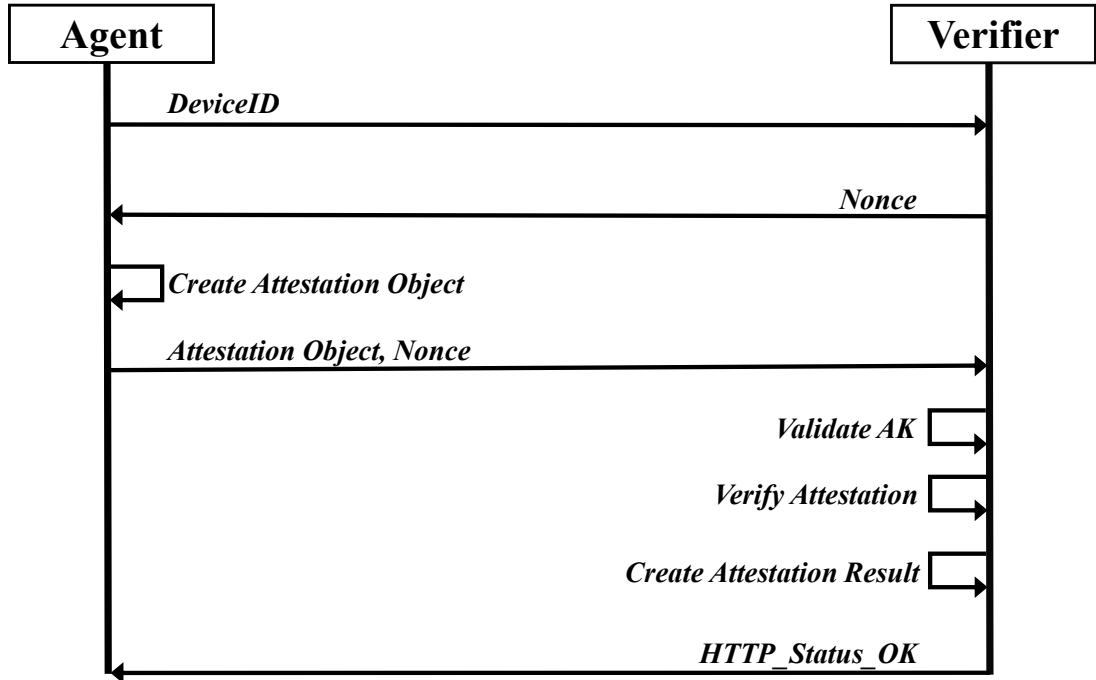 Agent
Verifier
DeviceID
Nonce
Create Attestation Object
Attestation Object, Nonce
Validate AK
Verify Attestation
Create Attestation Result
HTTP_Status_OK